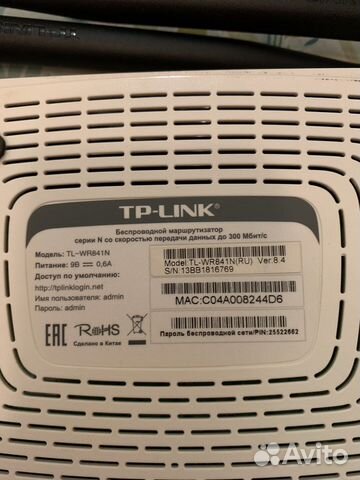 TP-LINK
Беспроводной маршрутизатор
серии N со скоростью передачи данных до 300 Мбит/с
Модель: TL-WR841N
Питание: 9В 0,6А
Доступ по умолчанию:
http://tplinklogin.net
Имя пользователя: admin
Пароль: admin
Model:TL-WR841N(RU) Ver:8.4
S/N:13BB1816769
MAC:C04A008244D6
EAC RoHS
Сделано в Китае
Пароль беспроводной сети/PIN:25522662
Avito